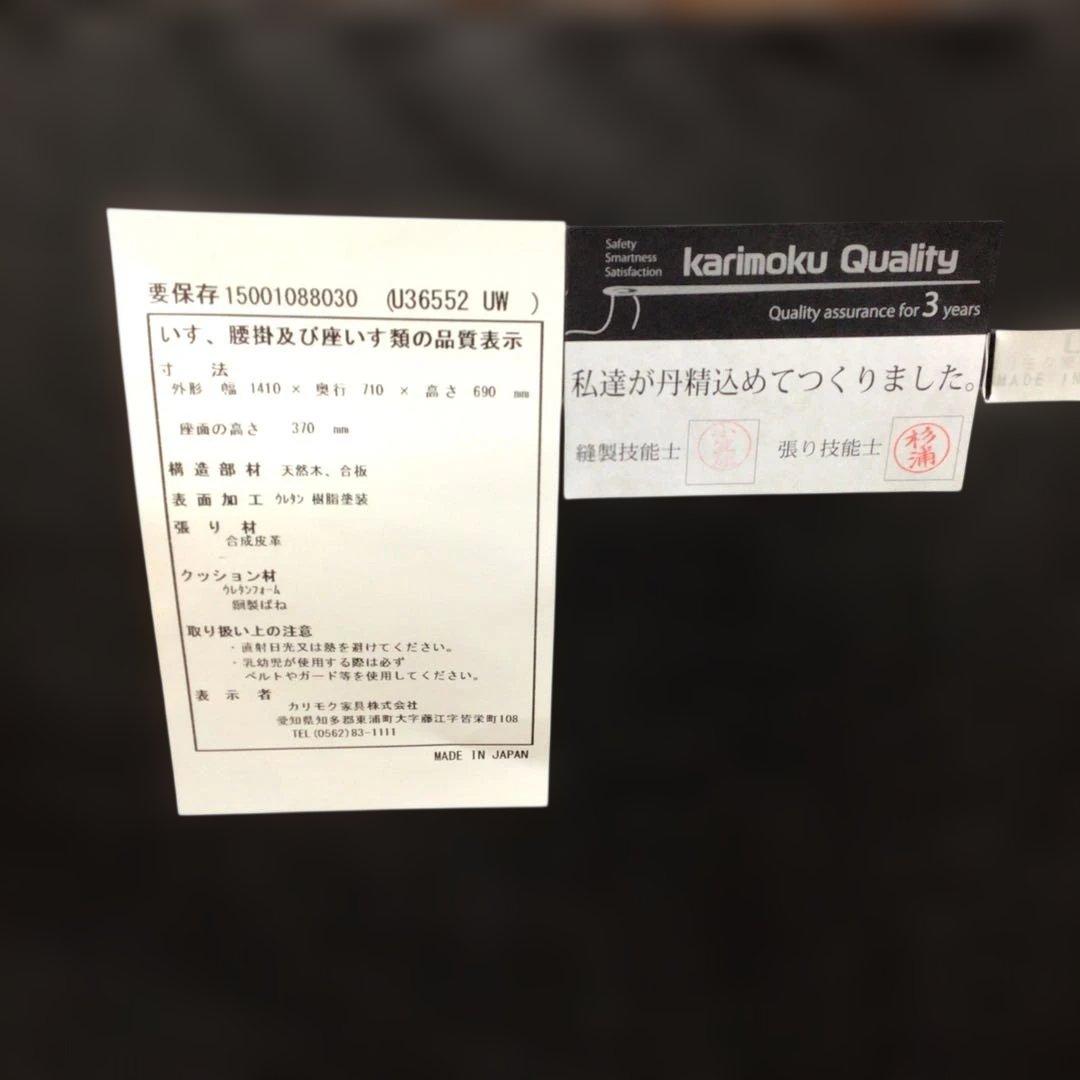 要保存 15001088030 (U36552 UW )
いす、腰掛及び座いす類の品質表示
寸 法
外形 幅 1410 × 奥行 710 × 高さ 690 mm
座面の高さ 370 mm
構造部材 天然木、合板
表面加工 ウレタン 樹脂塗装
張り材
合成皮革
クッション材
ウレタンフォーム
鋼製ばね
取り扱い上の注意
・直射日光又は熱を避けてください。
・乳幼児が使用する際は必ず
ベルトやガード等を使用してください。
表示者
カリモク家具株式会社
愛知県知多郡東浦町大字藤江字皆栄町108
TEL(0562)83-1111
MADE IN JAPAN
Safety
Smartness
Satisfaction
karimoku Quality
Quality assurance for 3 years
私達が丹精込めてつくりました。
縫製技能士
張り技能士 杉浦
MADE IN